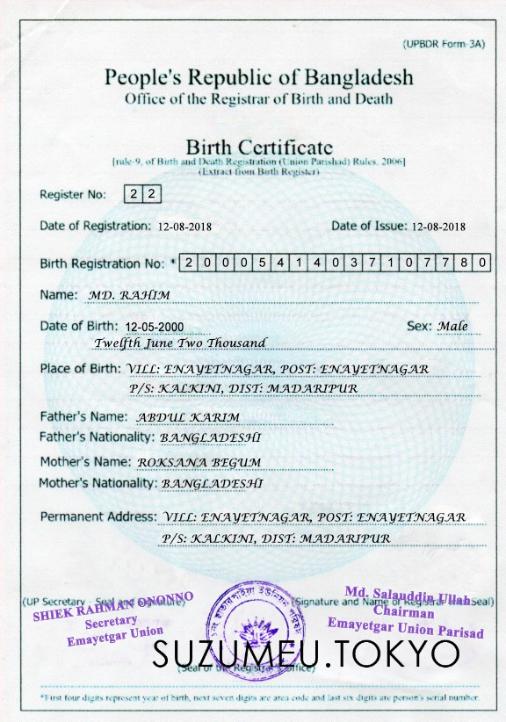 (UPBDR Form-3A)
People's Republic of Bangladesh
Office of the Registrar of Birth and Death
Birth Certificate
[rule-9, of Birth and Death Registration (Union Parishad) Rules, 2006]
(Extract from Birth Register)
Register No: 2 2
Date of Registration: 12-08-2018 Date of Issue: 12-08-2018
Birth Registration No: * 2 0 0 0 5 4 1 4 0 3 7 1 0 7 7 8 0
Name: MD. RAHIM
Date of Birth: 12-05-2000 Sex: Male
Twelfth June Two Thousand
Place of Birth: VILL: ENAYETNAGAR, POST: ENAYETNAGAR
P/S: KALKINI, DIST: MADARIPUR
Father's Name: ABDUL KARIM
Father's Nationality: BANGLADESHI
Mother's Name: ROKSANA BEGUM
Mother's Nationality: BANGLADESHI
Permanent Address: VILL: ENAYETNAGAR, POST: ENAYETNAGAR
P/S: KALKINI, DIST: MADARIPUR
(UP Secretary - Seal and Signature) (Signature and Name of Registrar with Seal)
SHIEK RAHMAN ONONNO
Secretary
Emayetgar Union
Md. Salauddin Ullah
Chairman
Emayetgar Union Parisad
SUZUMEU.TOKYO
(Seal of the Registrar's Office)
*First four digits represent year of birth, next seven digits are area code and last six digits are person's serial number.